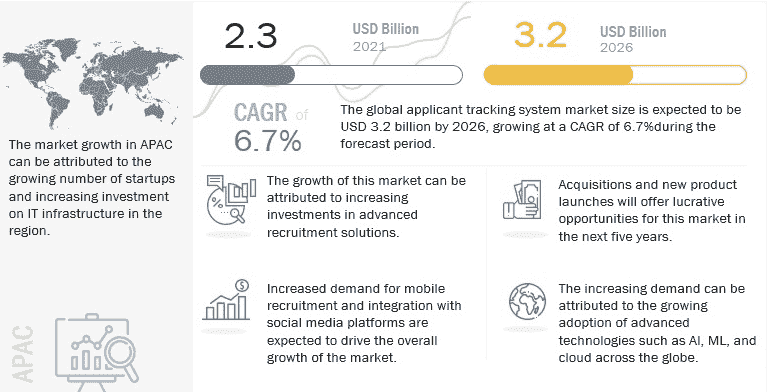 2.3
USD Billion
2021
3.2
USD Billion
2026
CAGR of
6.7%
The global applicant tracking system market size is expected to be
USD 3.2 billion by 2026, growing at a CAGR of 6.7%during the
forecast period.
The market growth in APAC
can be attributed to the
growing number of startups
and increasing investment
on IT infrastructure in the
region.
The growth of this market can be
attributed to increasing
investments in advanced
recruitment solutions.
Acquisitions and new product
launches will offer lucrative
opportunities for this market in
the next five years.
Increased demand for mobile
recruitment and integration with
social media platforms are
expected to drive the overall
growth of the market.
The increasing demand can be
attributed to the growing
adoption of advanced
technologies such as AI, ML, and
cloud across the globe.
APAC